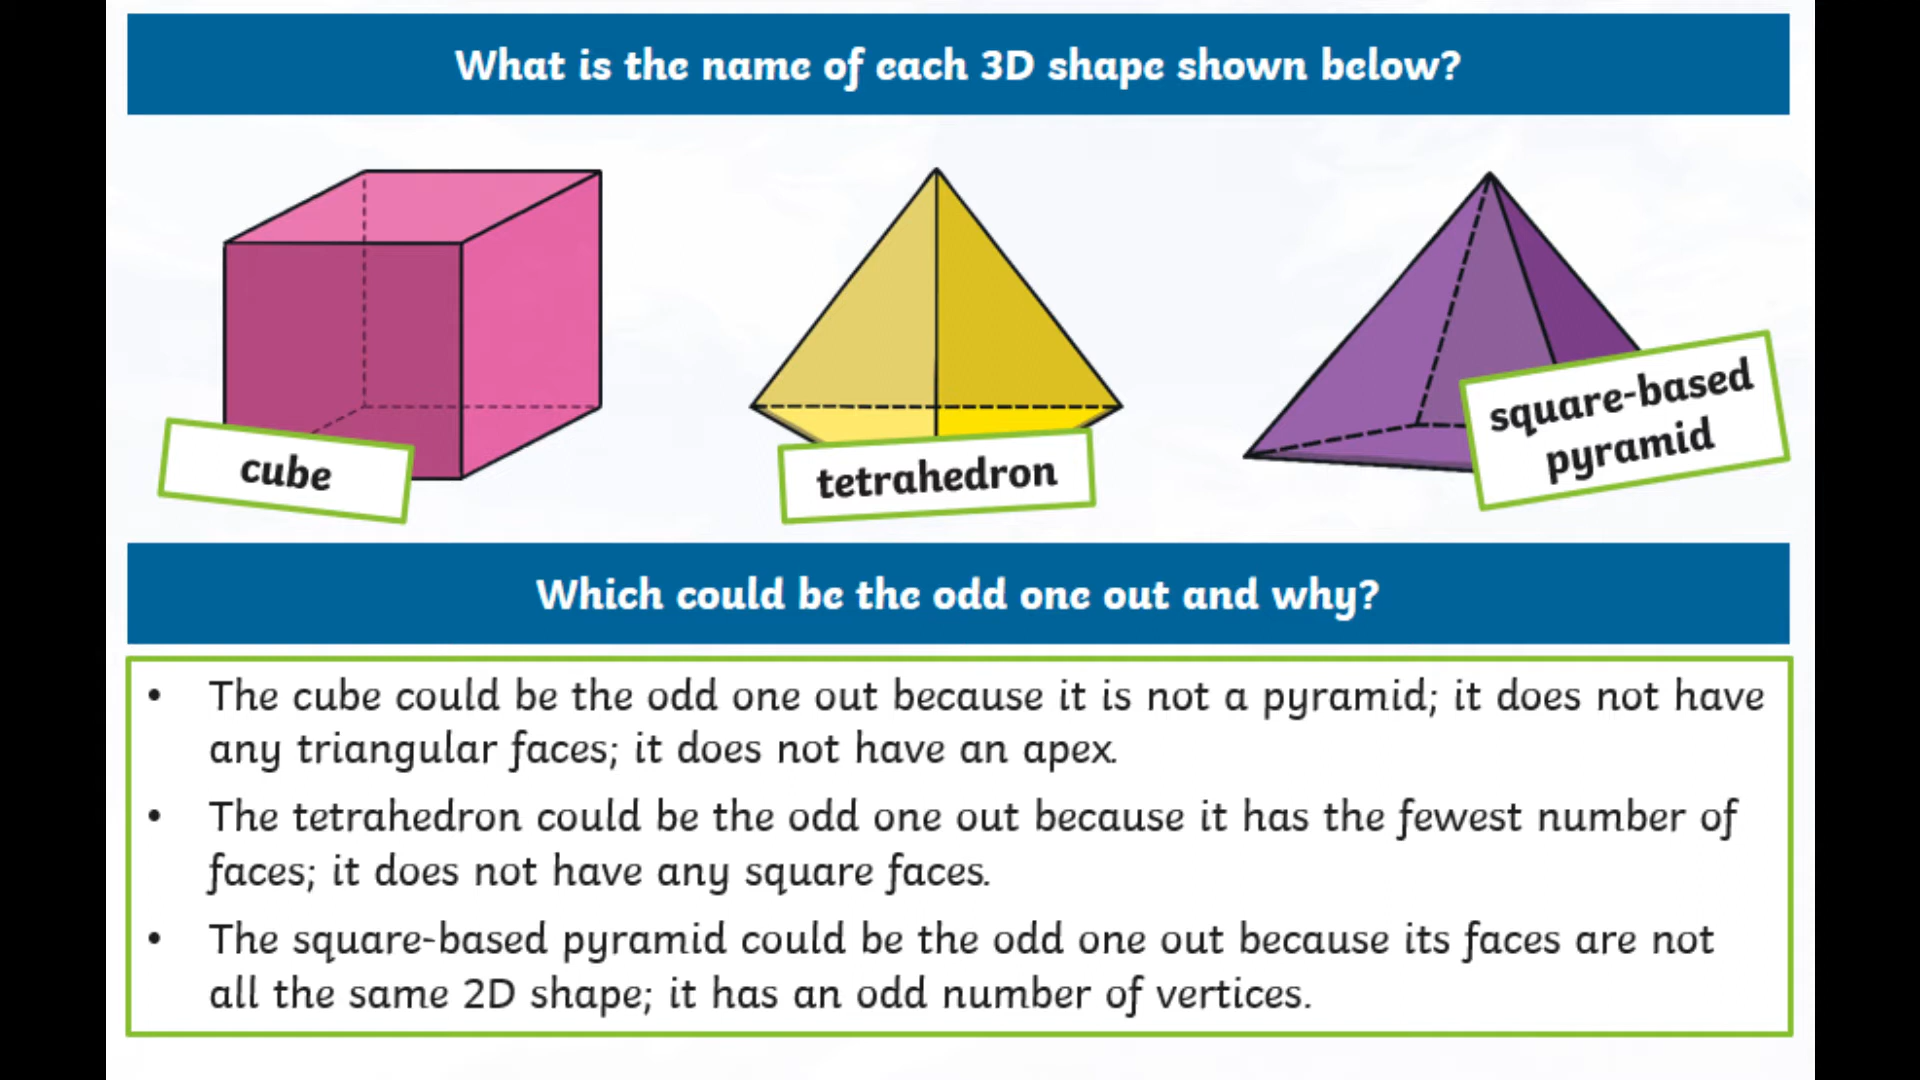 What is the name of each 3D shape shown below?
cube
tetrahedron
square-based
pyramid
Which could be the odd one out and why?
• The cube could be the odd one out because it is not a pyramid; it does not have
any triangular faces; it does not have an apex.
• The tetrahedron could be the odd one out because it has the fewest number of
faces; it does not have any square faces.
• The square-based pyramid could be the odd one out because its faces are not
all the same 2D shape; it has an odd number of vertices.